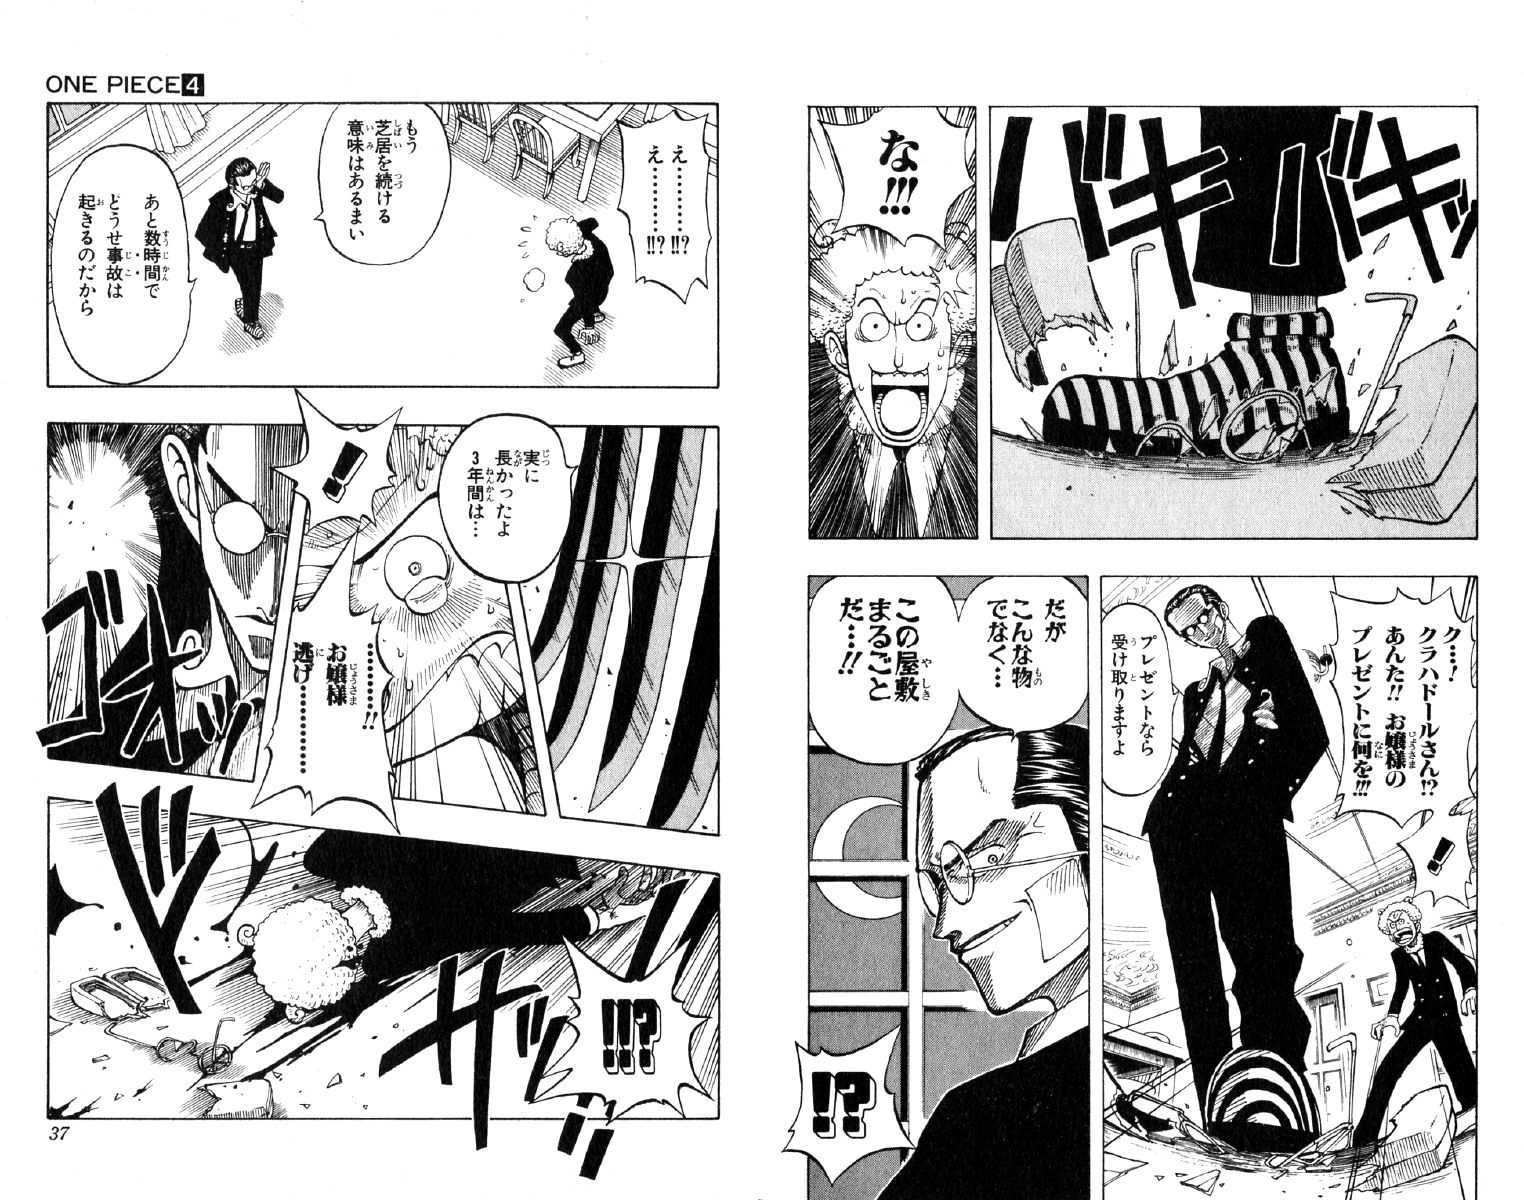 バキバキッ
な!!!
ク…!
クラハドールさん!?
あんた!! お嬢様の
プレゼントに何を!!!
!
プレゼントなら
受け取りますよ
だが
こんな物
でなく…
この屋敷
まるごと
だ……!!
!?
ONE PIECE 4
え………!!?
え………!!?
もう
芝居を続ける
意味はあるまい
あと数時間で
どうせ事故は
起きるのだから
実に
長かったよ
3年間は…
!
…………!!
お嬢様
逃げ…………
ゴオッ
ドドッ
ザザッ
!!!?
37